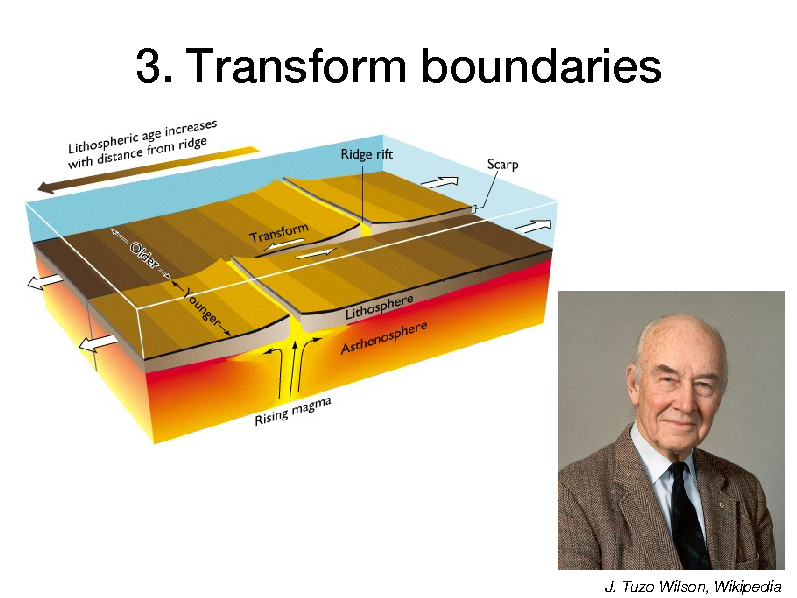 3. Transform boundaries
Lithospheric age increases
with distance from ridge
Ridge rift
Scarp
Transform
Older
Younger
Lithosphere
Asthenosphere
Rising magma
J. Tuzo Wilson, Wikipedia